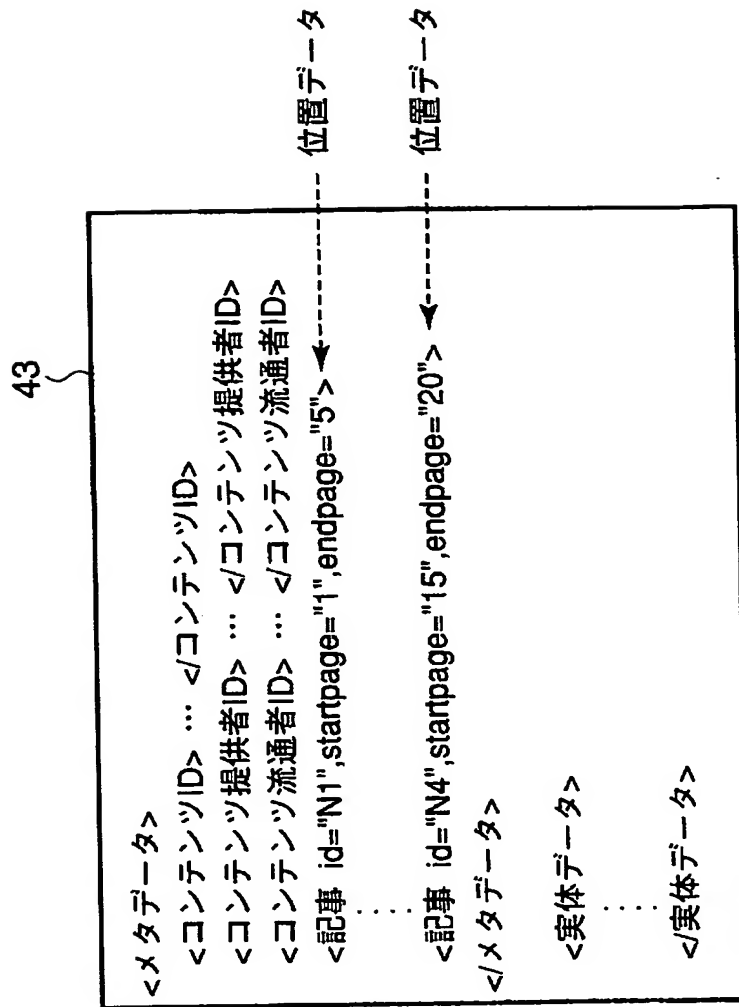 43
<メタデータ>
<コンテンツID> … </コンテンツID>
<コンテンツ提供者ID> … </コンテンツ提供者ID>
<コンテンツ流通者ID> … </コンテンツ流通者ID>
<記事 id="N1",startpage="1",endpage="5"> 位置データ
.....
<記事 id="N4",startpage="15",endpage="20"> 位置データ
</メタデータ>
<実体データ>
.....
</実体データ>